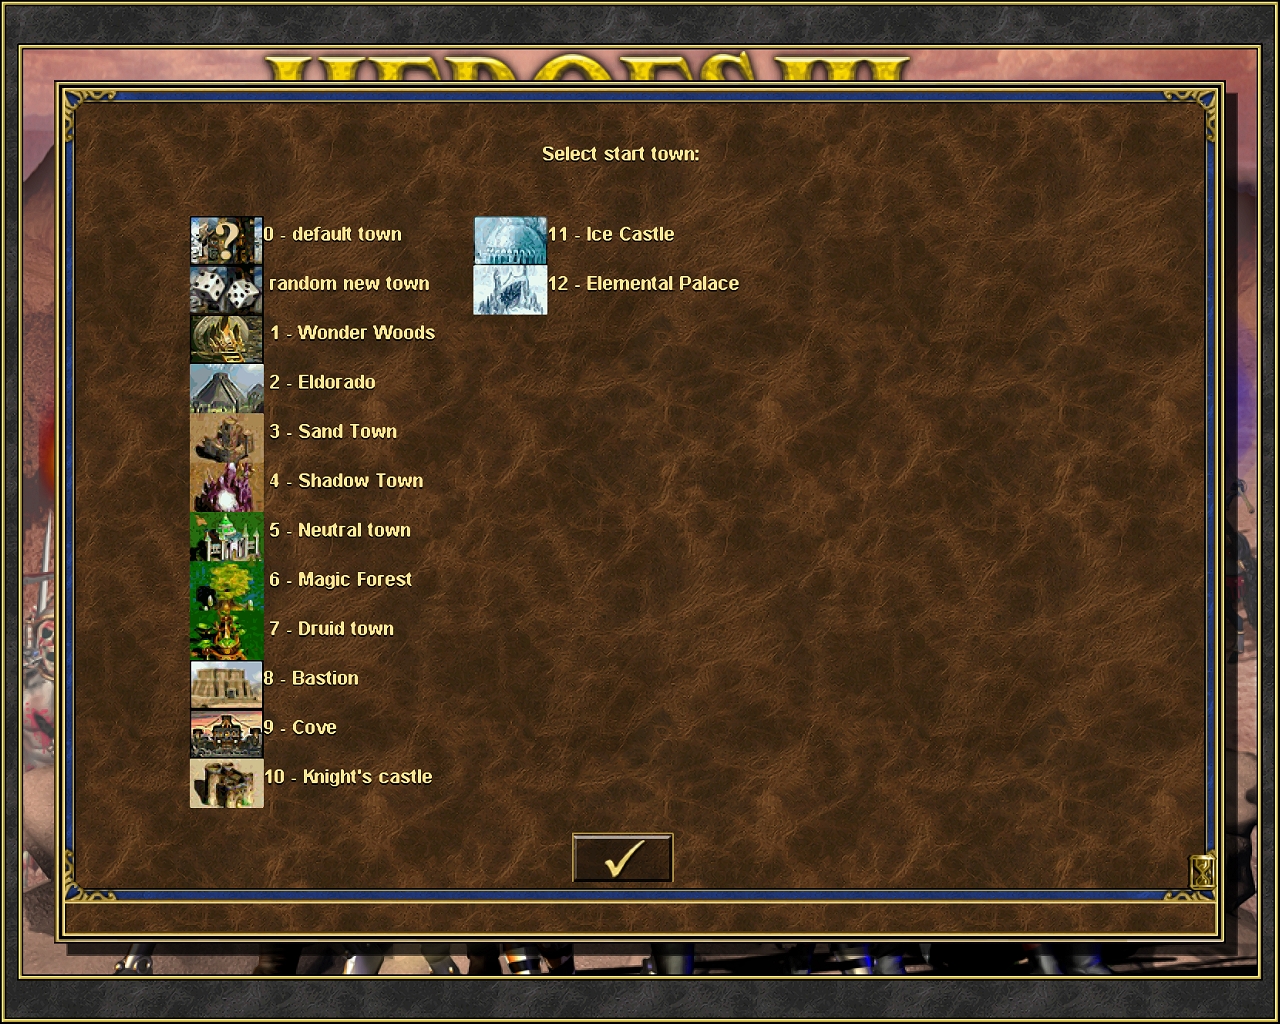 HEROES III
Select start town:
0 - default town
random new town
1 - Wonder Woods
2 - Eldorado
3 - Sand Town
4 - Shadow Town
5 - Neutral town
6 - Magic Forest
7 - Druid town
8 - Bastion
9 - Cove
10 - Knight's castle
11 - Ice Castle
12 - Elemental Palace